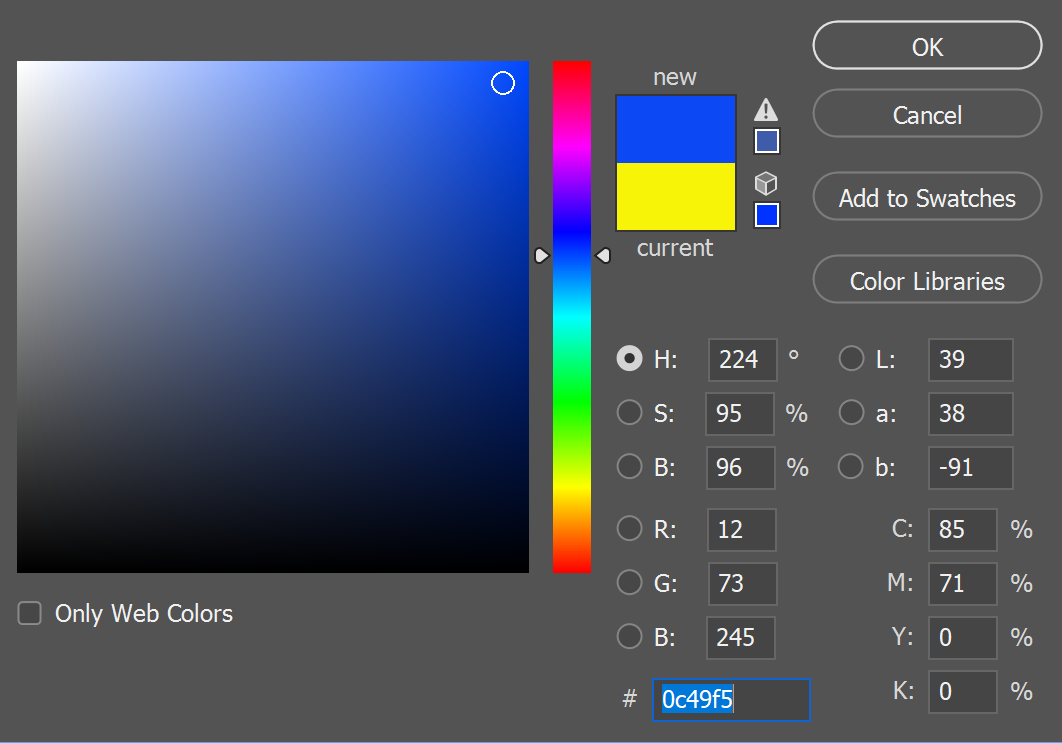 OK
new
Cancel
Add to Swatches
current
Color Libraries
H: 224 ° L: 39
S: 95 % a: 38
B: 96 % b: -91
R: 12 C: 85 %
G: 73 M: 71 %
B: 245 Y: 0 %
Only Web Colors
# 0c49f5 K: 0 %